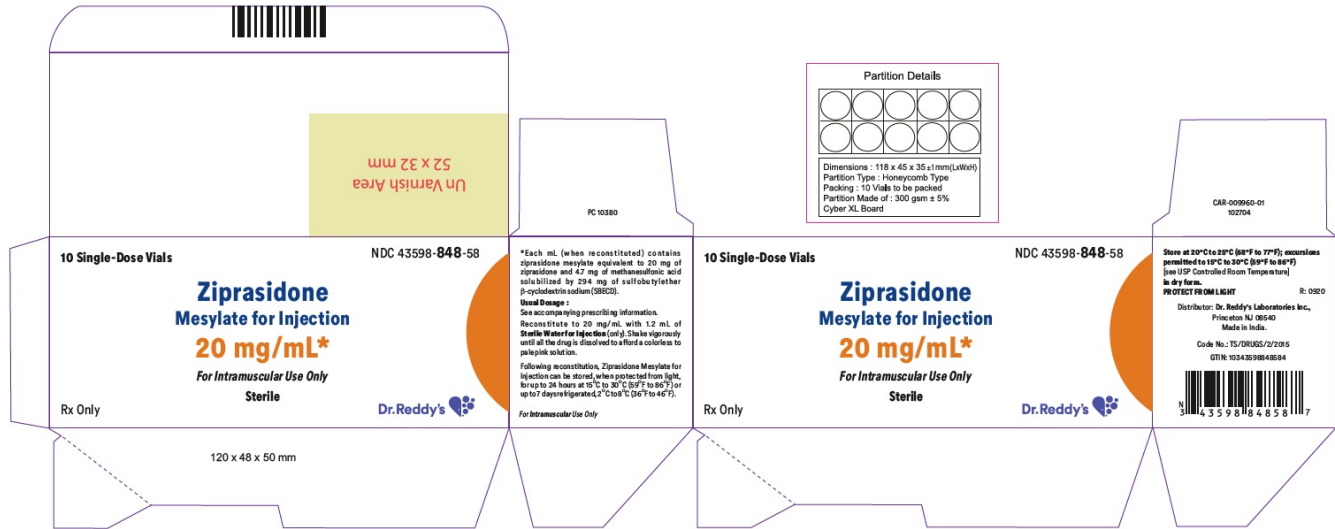 Un Varnish Area
52 x 32 mm
10 Single-Dose Vials
NDC 43598-848-58
Ziprasidone
Mesylate for Injection
20 mg/mL*
For Intramuscular Use Only
Sterile
Rx Only
Dr.Reddy's
120 x 48 x 50 mm
PC 10380
*Each mL (when reconstituted) contains
ziprasidone mesylate equivalent to 20 mg of
ziprasidone and 4.7 mg of methanesulfonic acid
solubilized by 294 mg of sulfobutylether
β-cyclodextrin sodium (SBECD).
Usual Dosage :
See accompanying prescribing information.
Reconstitute to 20 mg/mL with 1.2 mL of
Sterile Water for Injection (only). Shake vigorously
until all the drug is dissolved to afford a colorless to
pale pink solution.
Following reconstitution, Ziprasidone Mesylate for
Injection can be stored, when protected from light,
for up to 24 hours at 15°C to 30°C (59°F to 86°F) or
up to 7 days refrigerated, 2°C to 8°C (36°F to 46°F).
For Intramuscular Use Only
Partition Details
Dimensions : 118 x 45 x 35 ±1mm(LxWxH)
Partition Type : Honeycomb Type
Packing : 10 Vials to be packed
Partition Made of : 300 gsm ± 5%
Cyber XL Board
10 Single-Dose Vials
NDC 43598-848-58
Ziprasidone
Mesylate for Injection
20 mg/mL*
For Intramuscular Use Only
Sterile
Rx Only
Dr.Reddy's
CAR-009960-01
102704
Store at 20°C to 25°C (68°F to 77°F); excursions
permitted to 15°C to 30°C (59°F to 86°F)
[see USP Controlled Room Temperature]
in dry form.
PROTECT FROM LIGHT R: 0920
Distributor: Dr. Reddy's Laboratories Inc.,
Princeton NJ 08540
Made in India.
Code No.: TS/DRUGS/2/2015
GTIN: 10343598848584
N
3 43598 84858 7